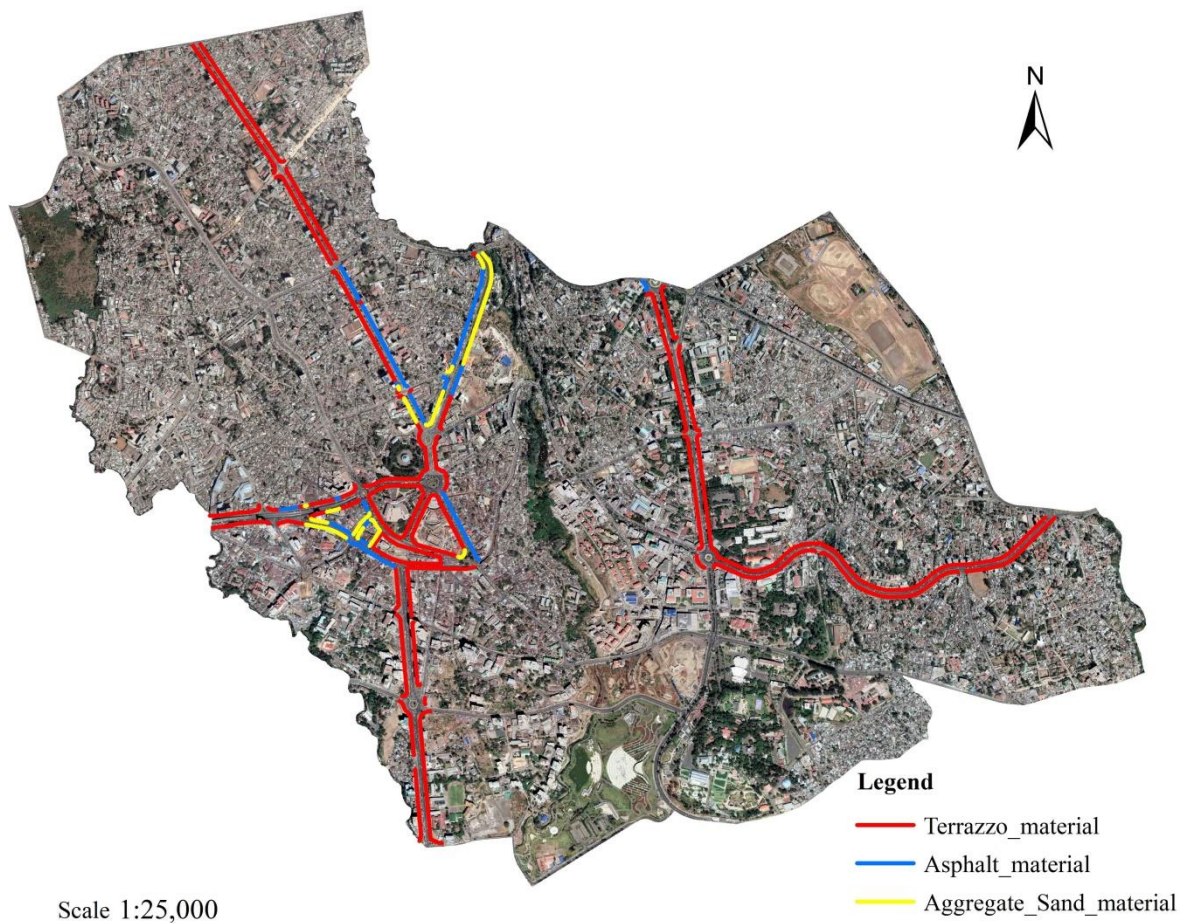 N
Legend
Terrazzo_material
Asphalt_material
Aggregate_Sand_material
Scale 1:25,000